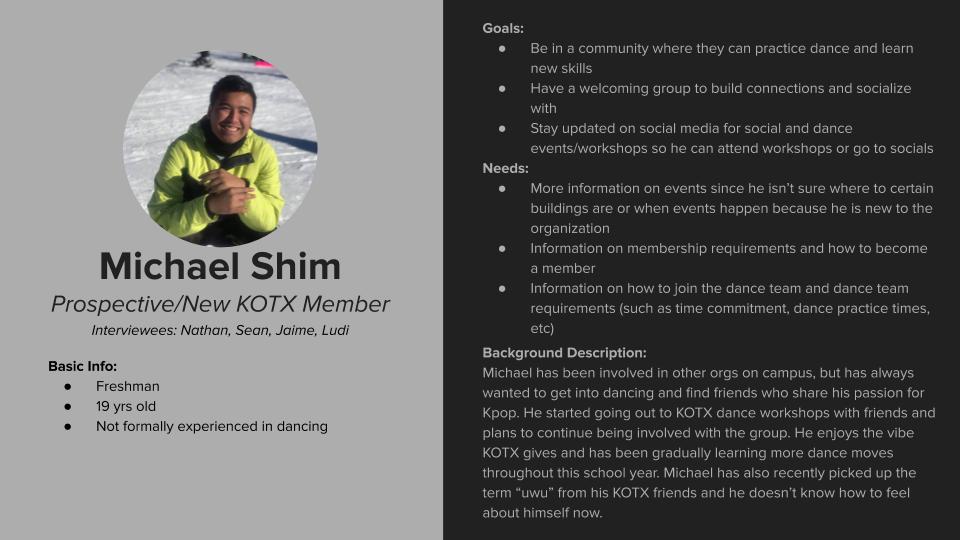 Michael Shim
Prospective/New KOTX Member
Interviewees: Nathan, Sean, Jaime, Ludi
Basic Info:
● Freshman
● 19 yrs old
● Not formally experienced in dancing
Goals:
● Be in a community where they can practice dance and learn
new skills
● Have a welcoming group to build connections and socialize
with
● Stay updated on social media for social and dance
events/workshops so he can attend workshops or go to socials
Needs:
● More information on events since he isn’t sure where to certain
buildings are or when events happen because he is new to the
organization
● Information on membership requirements and how to become
a member
● Information on how to join the dance team and dance team
requirements (such as time commitment, dance practice times,
etc)
Background Description:
Michael has been involved in other orgs on campus, but has always
wanted to get into dancing and find friends who share his passion for
Kpop. He started going out to KOTX dance workshops with friends and
plans to continue being involved with the group. He enjoys the vibe
KOTX gives and has been gradually learning more dance moves
throughout this school year. Michael has also recently picked up the
term “uwu” from his KOTX friends and he doesn’t know how to feel
about himself now.